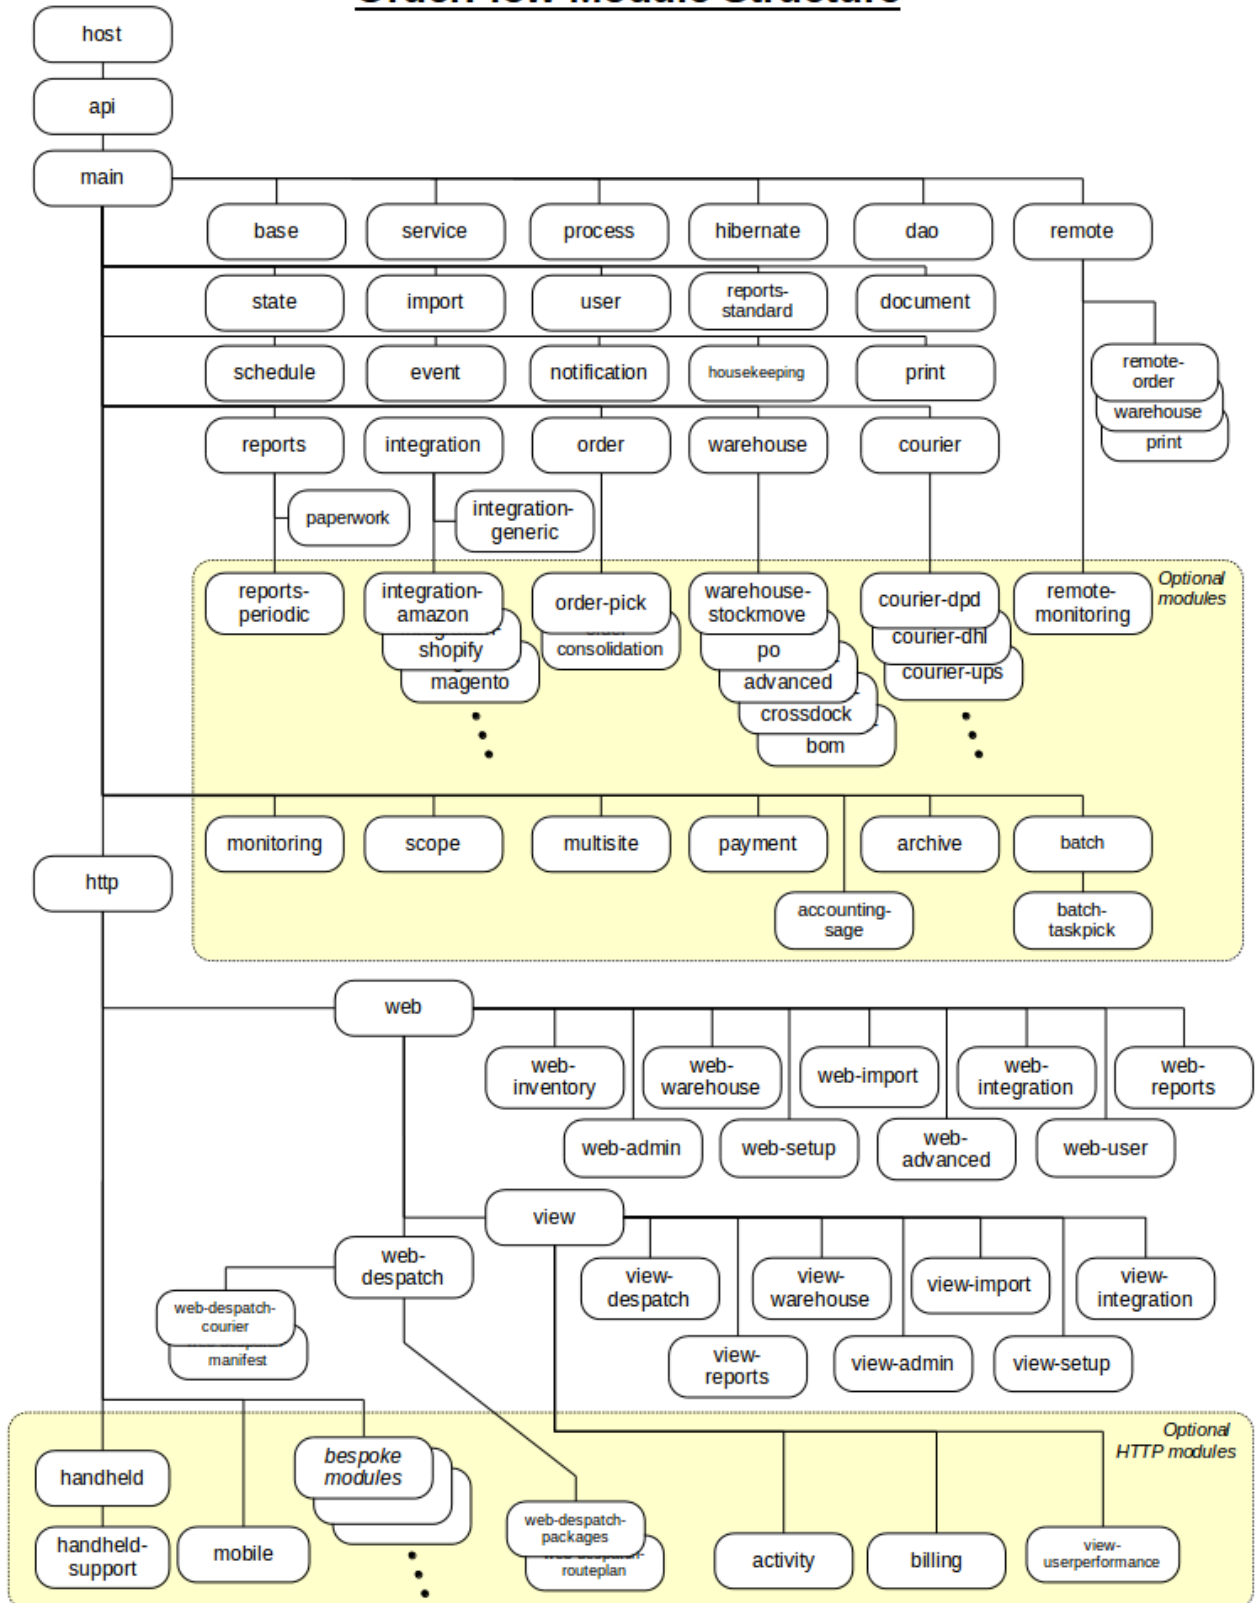 OrderFlow Module Structure
host
api
main
base
service
process
hibernate
dao
remote
state
import
user
reports-
standard
document
schedule
event
notification
housekeeping
print
remote-
order
warehouse
print
reports
integration
order
warehouse
courier
paperwork
integration-
generic
Optional
modules
reports-
periodic
integration-
amazon
shopify
magento
order-pick
consolidation
warehouse-
stockmove
po
advanced
crossdock
bom
courier-dpd
courier-dhl
courier-ups
remote-
monitoring
monitoring
scope
multisite
payment
archive
batch
http
accounting-
sage
batch-
taskpick
web
web-
inventory
web-
warehouse
web-import
web-
integration
web-
reports
web-admin
web-setup
web-
advanced
web-user
view
web-
despatch
view-
despatch
view-
warehouse
view-import
view-
integration
web-despatch-
courier
manifest
view-
reports
view-admin
view-setup
Optional
HTTP modules
handheld
bespoke
modules
handheld-
support
mobile
web-despatch-
packages
routeplan
activity
billing
view-
userperformance